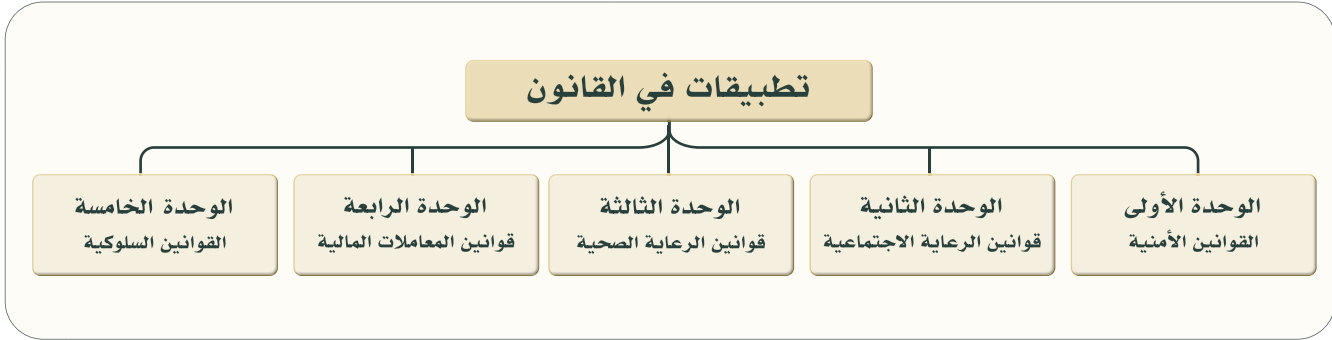 تطبيقات في القانون
الوحدة الأولى
القوانين الأمنية
الوحدة الثانية
قوانين الرعاية الاجتماعية
الوحدة الثالثة
قوانين الرعاية الصحية
الوحدة الرابعة
قوانين المعاملات المالية
الوحدة الخامسة
القوانين السلوكية